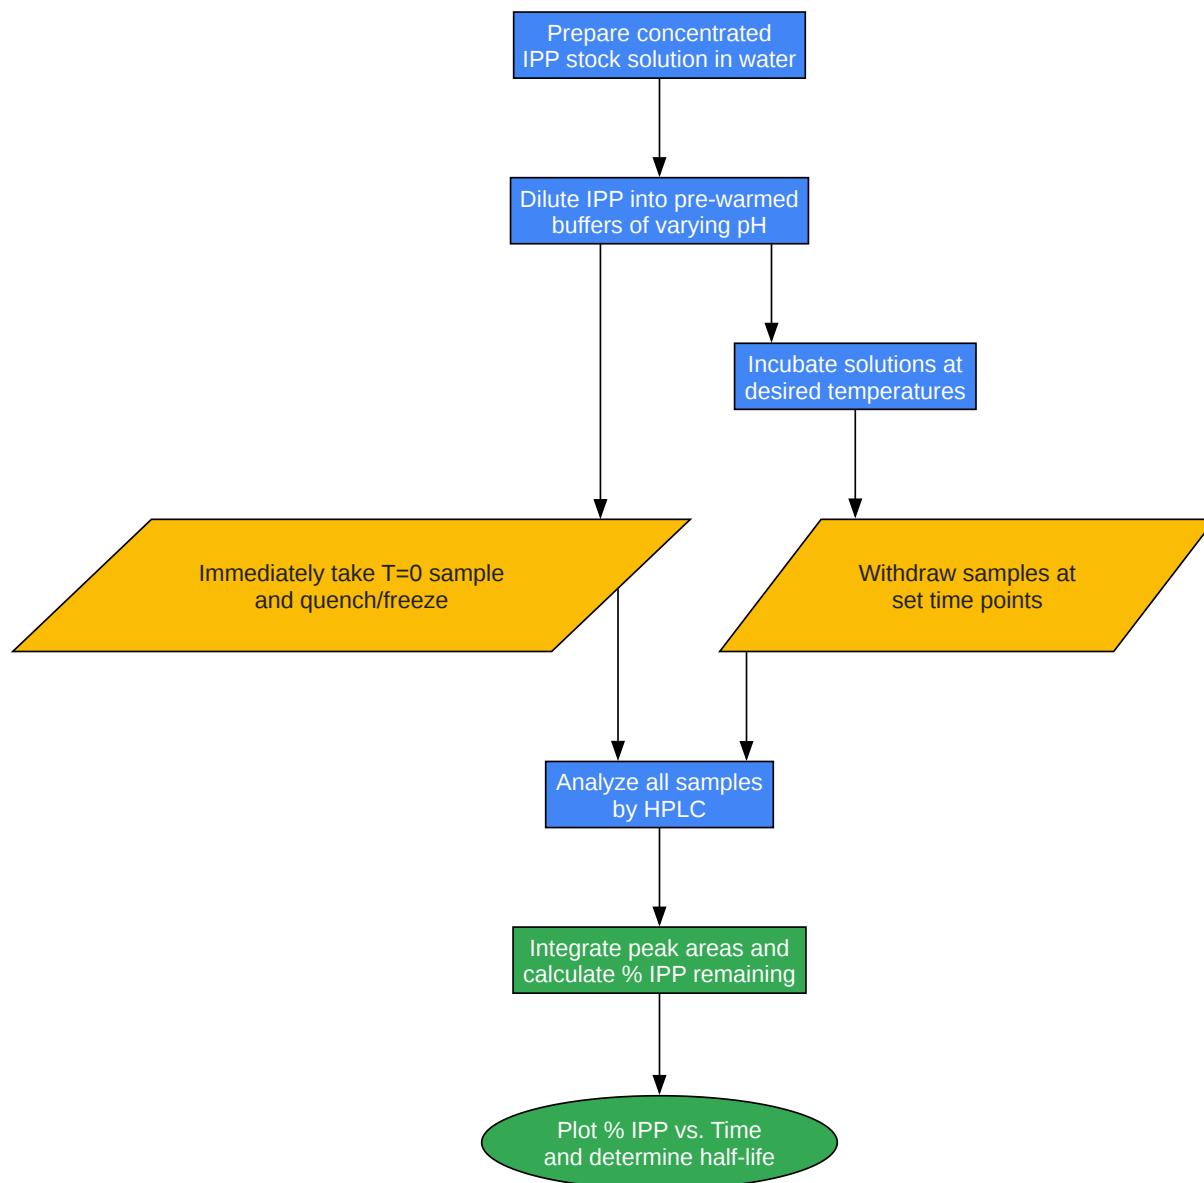 Prepare concentrated
IPP stock solution in water
Dilute IPP into pre-warmed
buffers of varying pH
Incubate solutions at
desired temperatures
Immediately take T=0 sample
and quench/freeze
Withdraw samples at
set time points
Analyze all samples
by HPLC
Integrate peak areas and
calculate % IPP remaining
Plot % IPP vs. Time
and determine half-life